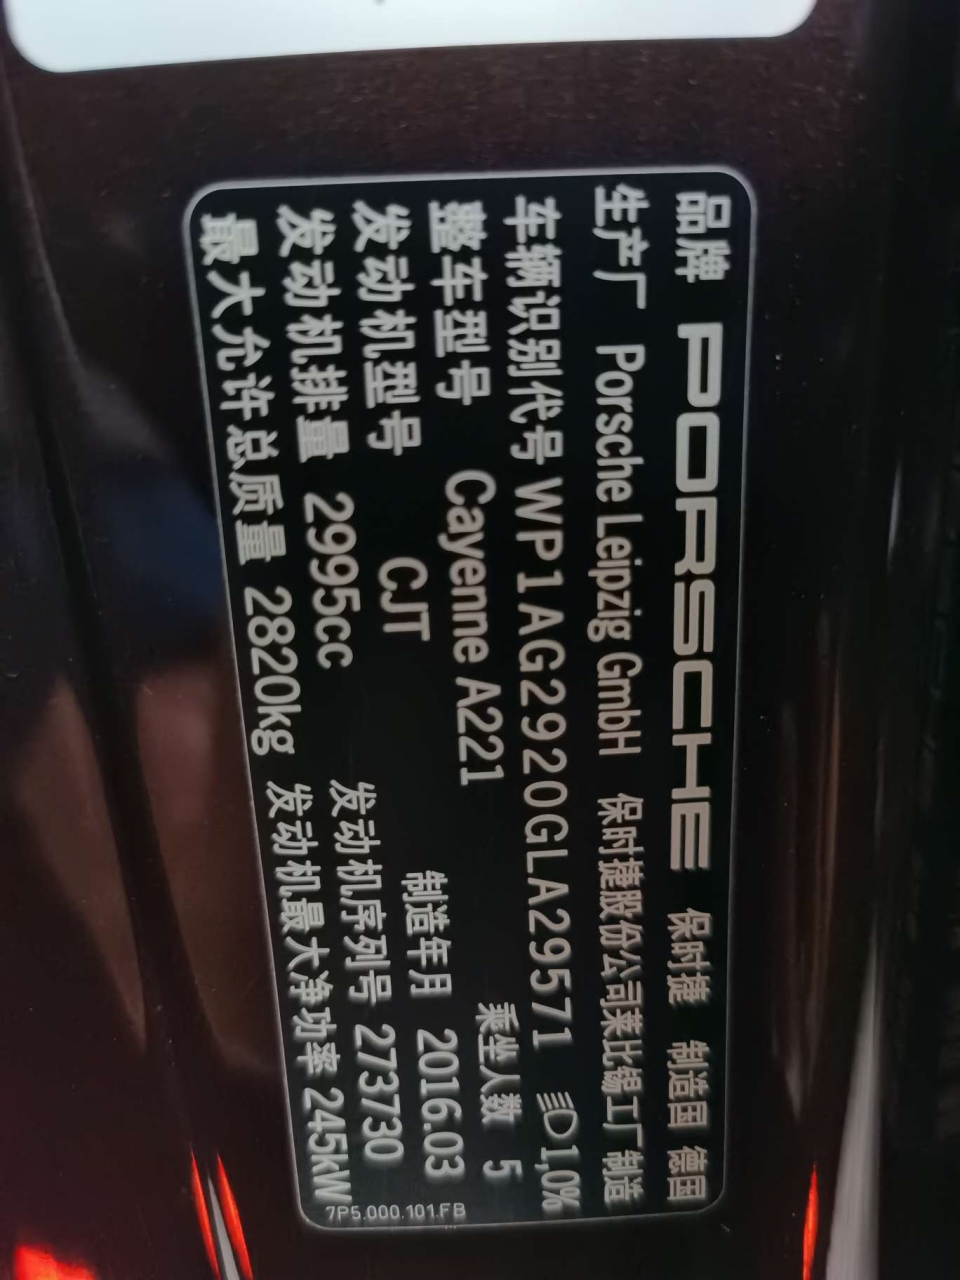 品牌 PORSCHE 保时捷 制造国 德国
生产厂 Porsche Leipzig GmbH 保时捷股份公司莱比锡工厂制造
车辆识别代号 WP1AG2920GLA29571 1,0%
整车型号 Cayenne A221 乘坐人数 5
发动机型号 CJT 制造年月 2016.03
发动机排量 2995cc 发动机序列号 273730
最大允许总质量 2820kg 发动机最大净功率 245kW
7P5.000.101.FB